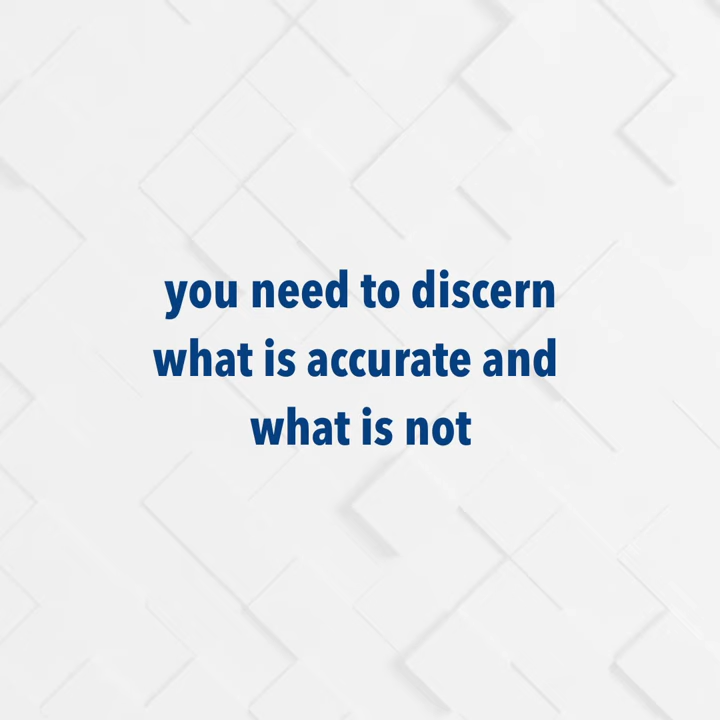 you need to discern
what is accurate and
what is not